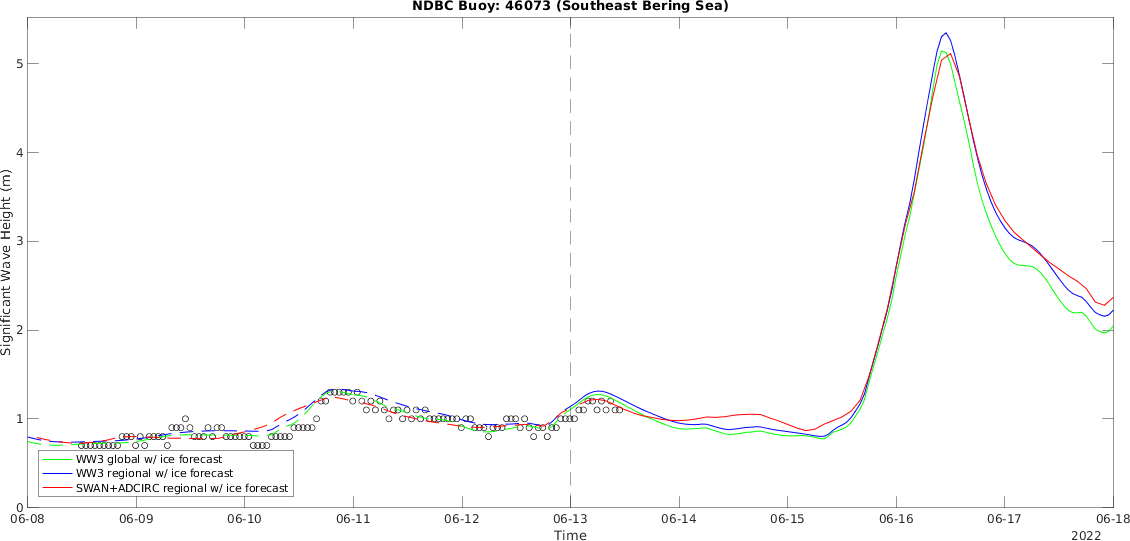 NDBC Buoy: 46073 (Southeast Bering Sea)
Significant Wave Height (m)
5
4
3
2
1
0
WW3 global w/ ice forecast
WW3 regional w/ ice forecast
SWAN+ADCIRC regional w/ ice forecast
06-08 06-09 06-10 06-11 06-12 06-13 06-14 06-15 06-16 06-17 06-18
Time
2022